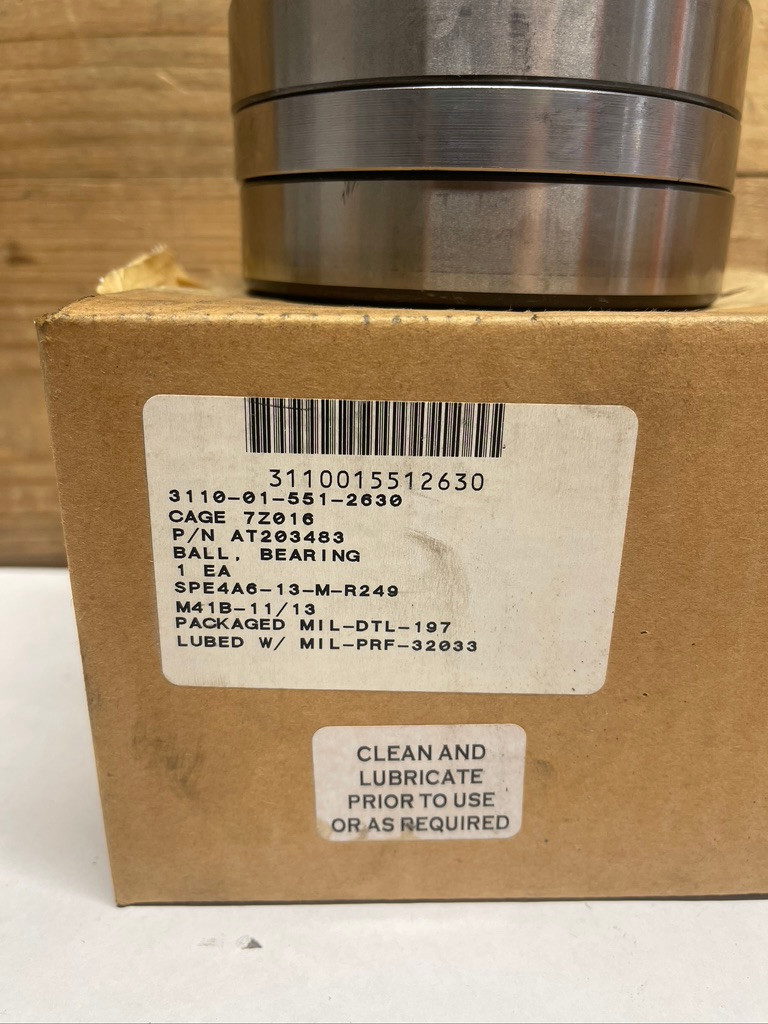 3110015512630
3110-01-551-2630
CAGE 7Z016
P/N AT203483
BALL, BEARING
1 EA
SPE4A6-13-M-R249
M41B-11/13
PACKAGED MIL-DTL-197
LUBED W/ MIL-PRF-32033
CLEAN AND
LUBRICATE
PRIOR TO USE
OR AS REQUIRED